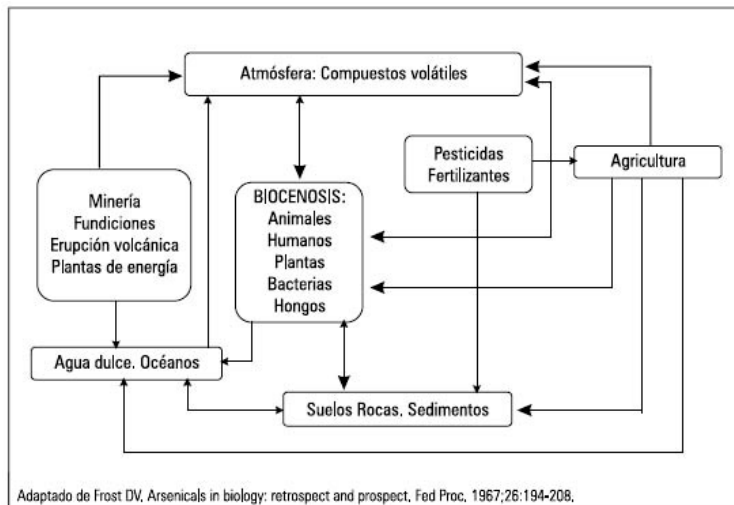 Atmósfera: Compuestos volátiles
Pesticidas
Fertilizantes
Agricultura
Minería
Fundiciones
Erupción volcánica
Plantas de energía
BIOCENOSIS:
Animales
Humanos
Plantas
Bacterias
Hongos
Agua dulce. Océanos
Suelos Rocas. Sedimentos
Adaptado de Frost DV. Arsenicals in biology: retrospect and prospect. Fed Proc. 1967;26:194-208.